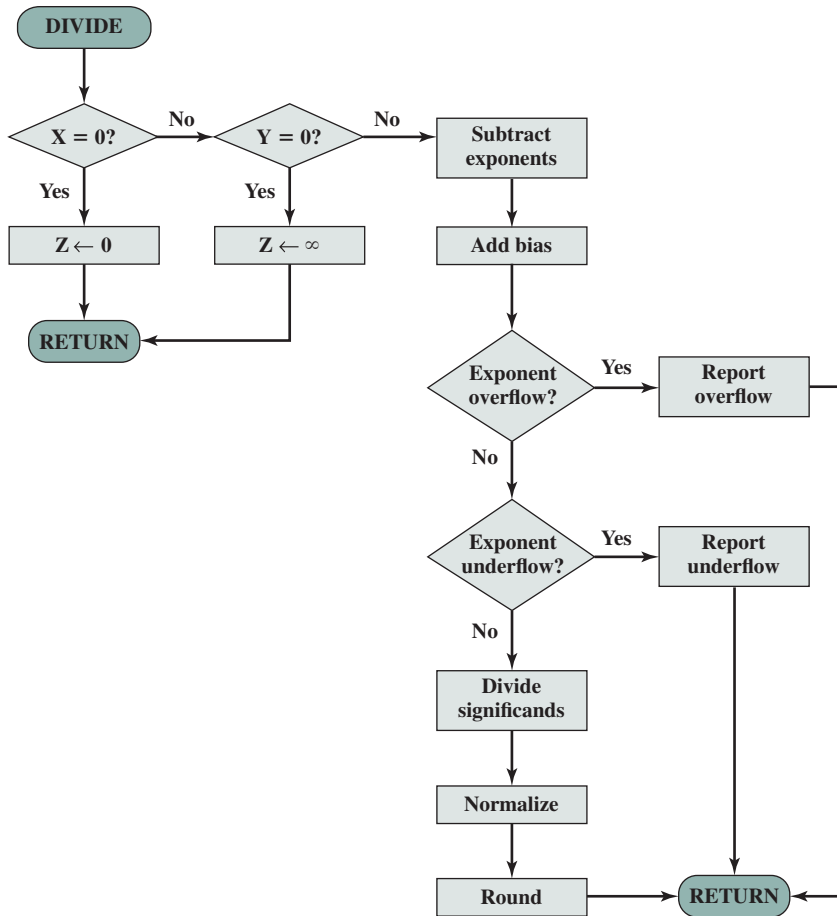 DIVIDE
X = 0?
No
Y = 0?
No
Subtract
exponents
Yes
Yes
Z ← 0
Z ← ∞
Add bias
RETURN
Exponent
overflow?
Yes
Report
overflow
No
Exponent
underflow?
Yes
Report
underflow
No
Divide
significands
Normalize
Round
RETURN